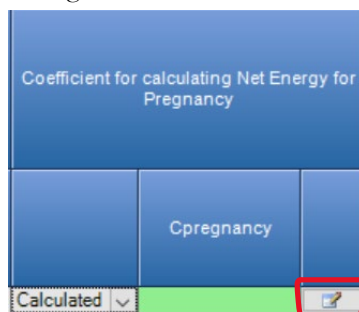 Coefficient for calculating Net Energy for
Pregnancy
Cpregnancy
Calculated